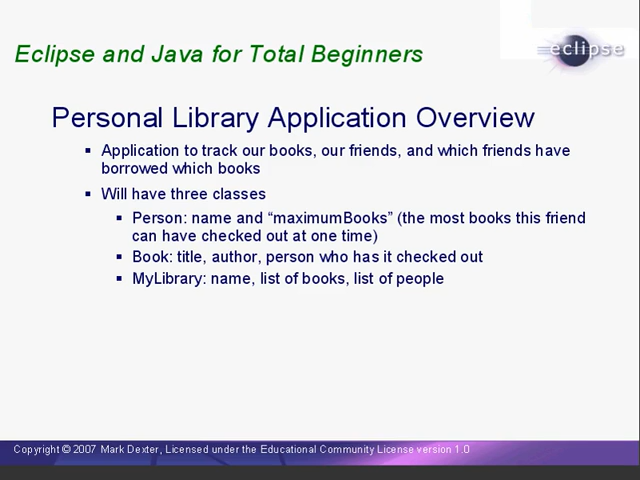 Eclipse and Java for Total Beginners
eclipse
Personal Library Application Overview
▪ Application to track our books, our friends, and which friends have
borrowed which books
▪ Will have three classes
▪ Person: name and “maximumBooks” (the most books this friend
can have checked out at one time)
▪ Book: title, author, person who has it checked out
▪ MyLibrary: name, list of books, list of people
Copyright © 2007 Mark Dexter, Licensed under the Educational Community License version 1.0